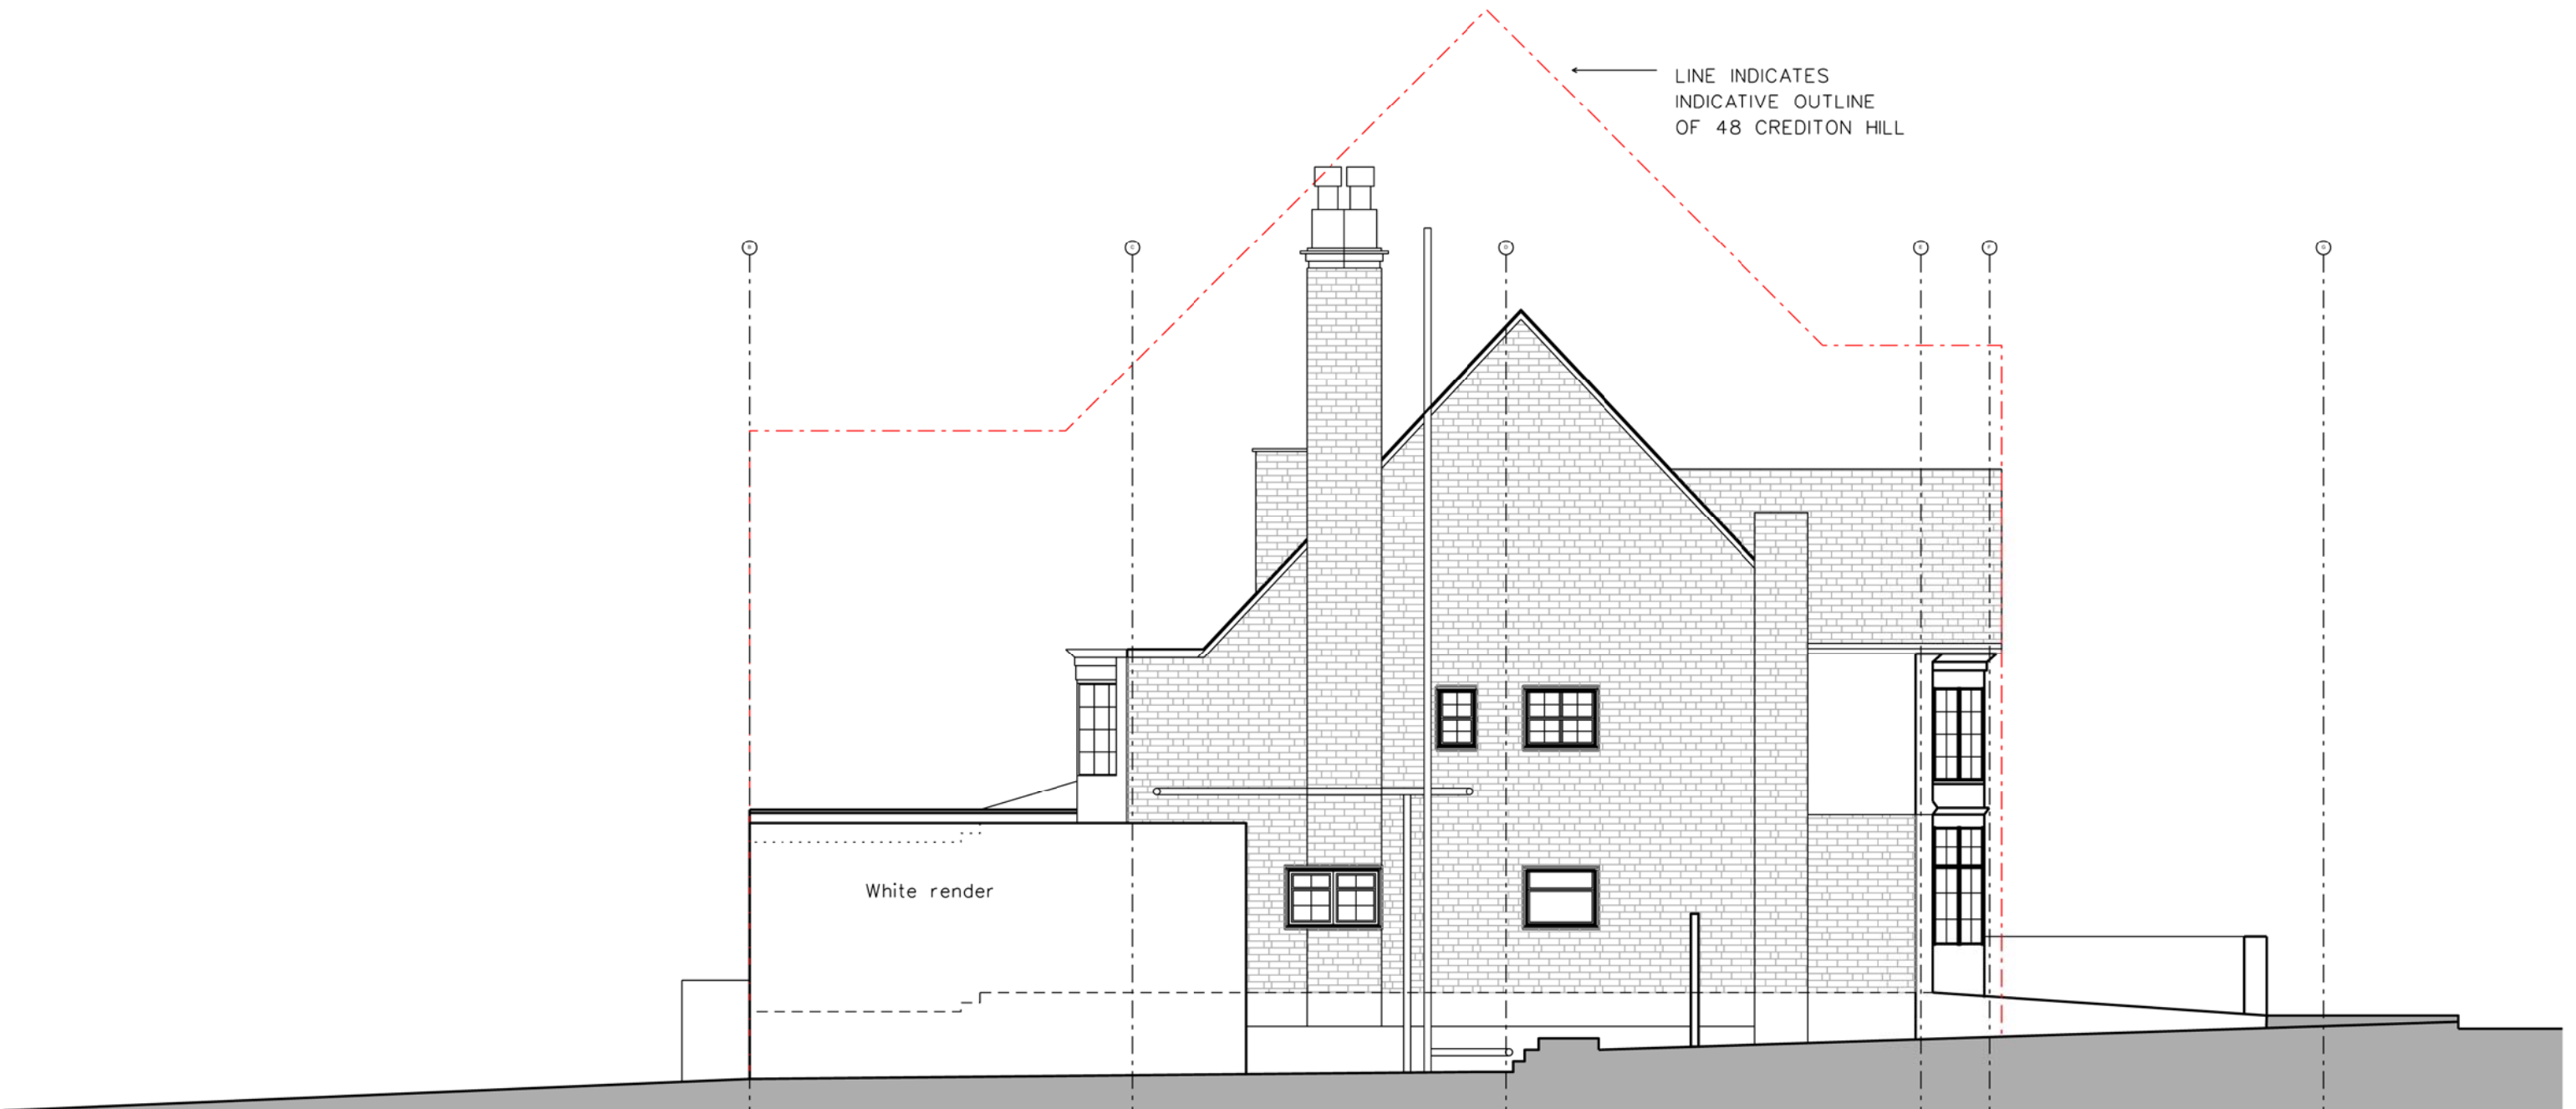 LINE INDICATES
INDICATIVE OUTLINE
OF 48 CREDITON HILL
B
C
D
E
F
G
White render